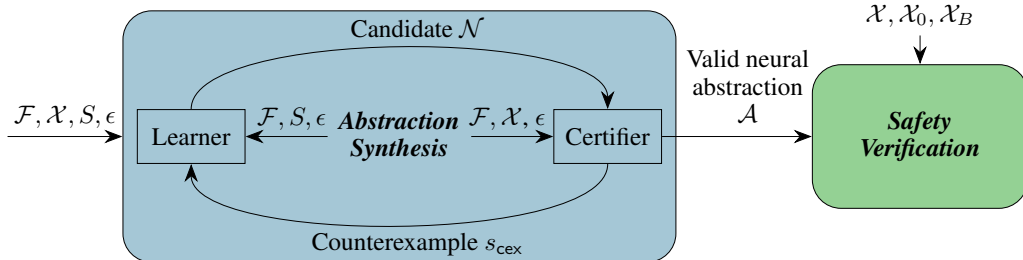 Candidate 𝒩
𝓕, 𝒳, S, ϵ
Learner
𝓕, S, ϵ
Abstraction
Synthesis
𝓕, 𝒳, ϵ
Certifier
Counterexample s_cex
Valid neural
abstraction
𝒜
𝒳, 𝒳₀, 𝒳_B
Safety
Verification